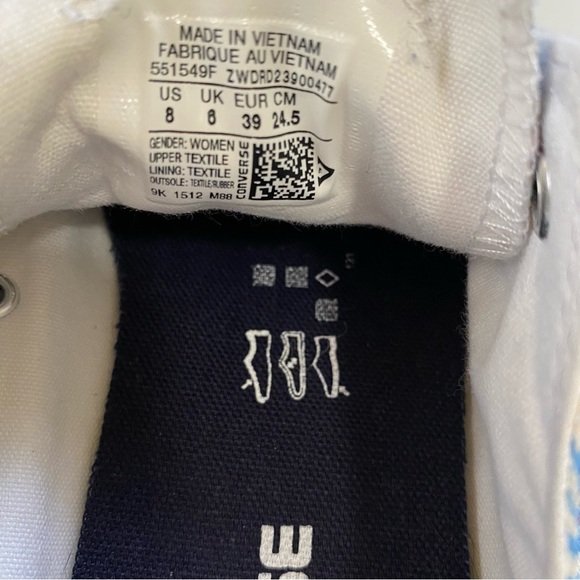 MADE IN VIETNAM
FABRIQUE AU VIETNAM
551549F ZWDRD23900477
US UK EUR CM
8 6 39 24.5
GENDER: WOMEN
UPPER TEXTILE
LINING: TEXTILE
OUTSOLE: TEXTILE/RUBBER
9K 1512 M88
CONVERSE
SE